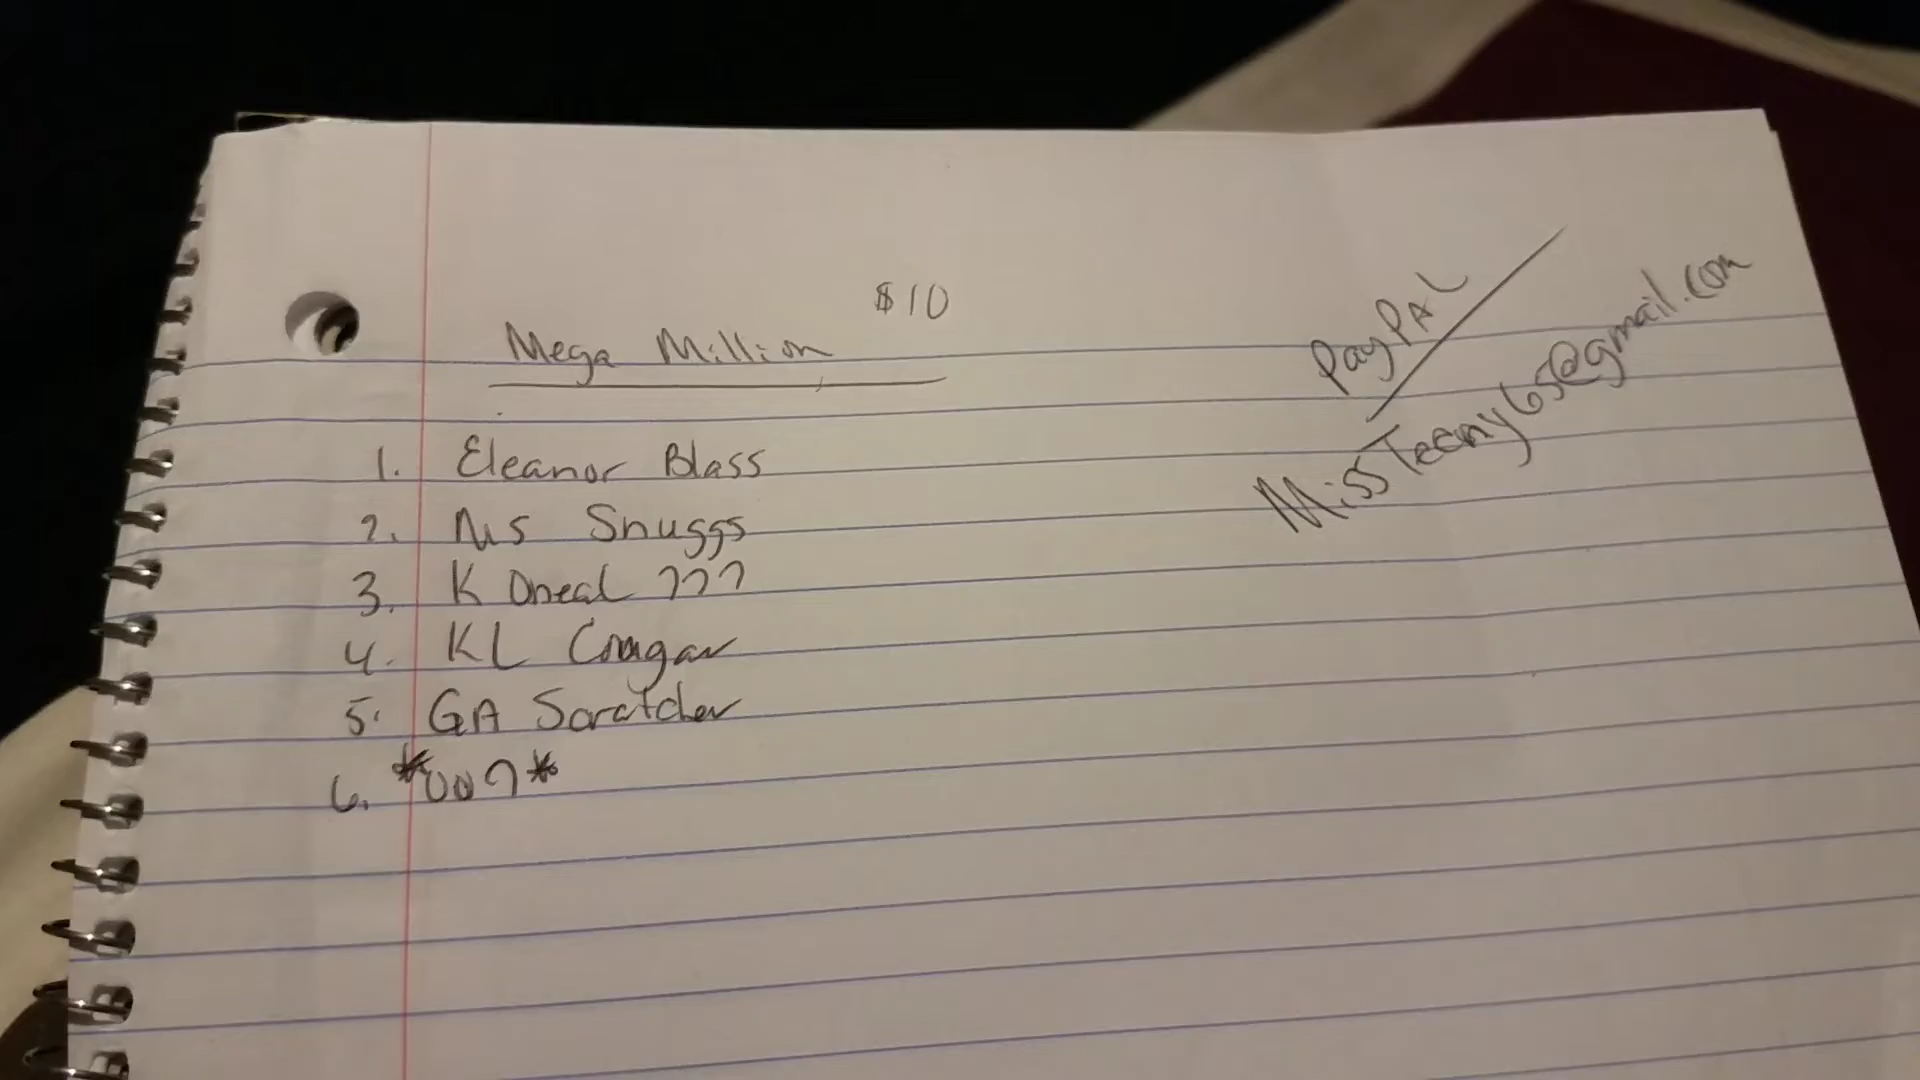 $10
Mega Million
1. Eleanor Blass
2. Ms Snuggs
3. K Oneal ???
4. KL Cougar
5. GA Scratcher
6. *007*
PayPAL
MissTeeny65@gmail.com